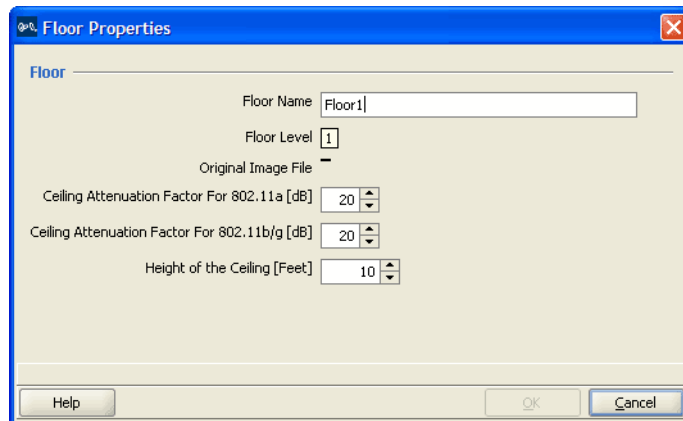 Floor Properties
Floor
Floor Name Floor1
Floor Level 1
Original Image File -
Ceiling Attenuation Factor For 802.11a [dB] 20
Ceiling Attenuation Factor For 802.11b/g [dB] 20
Height of the Ceiling [Feet] 10
Help OK Cancel